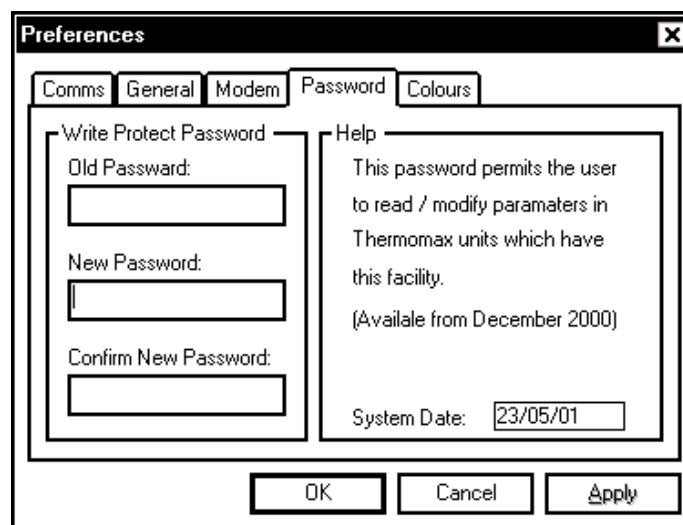 Preferences
Comms General Modem Password Colours
Write Protect Password
Old Passward:
New Password:
Confirm New Password:
Help
This password permits the user
to read / modify paramaters in
Thermomax units which have
this facility.
(Availale from December 2000)
System Date: 23/05/01
OK Cancel Apply